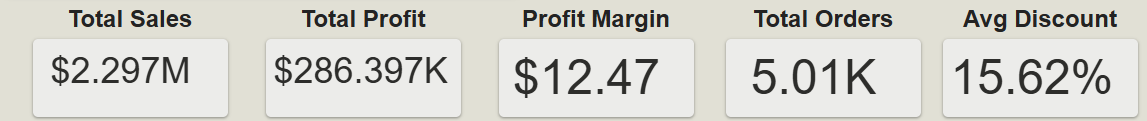 Total Sales Total Profit Profit Margin Total Orders Avg Discount
$2.297M $286.397K $12.47 5.01K 15.62%